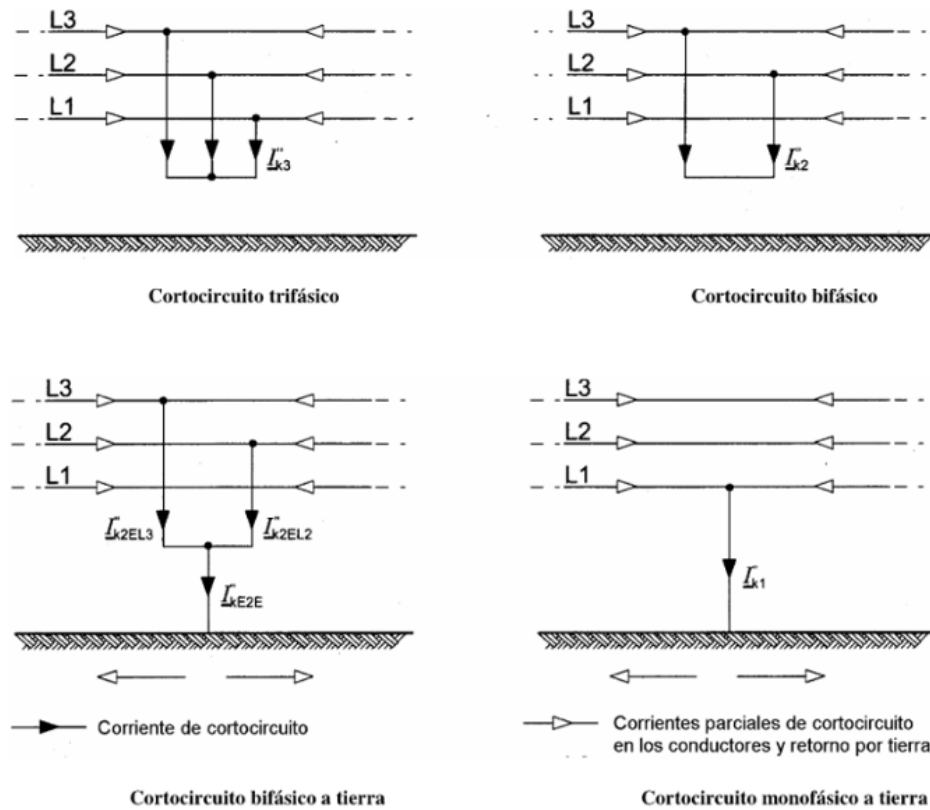 L3
L2
L1
I"k3
Cortocircuito trifásico
L3
L2
L1
I"k2
Cortocircuito bifásico
L3
L2
L1
I"k2EL3
I"k2EL2
I"kE2E
Corriente de cortocircuito
Cortocircuito bifásico a tierra
L3
L2
L1
I"k1
Corrientes parciales de cortocircuito
en los conductores y retorno por tierra
Cortocircuito monofásico a tierra